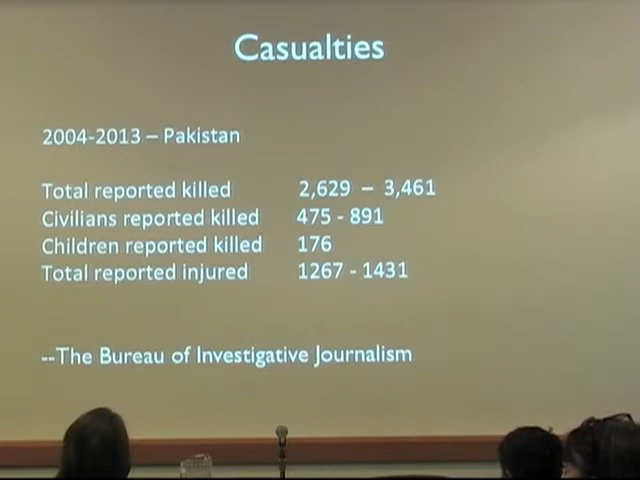 Casualties
2004-2013 – Pakistan
Total reported killed 2,629 – 3,461
Civilians reported killed 475 - 891
Children reported killed 176
Total reported injured 1267 - 1431
--The Bureau of Investigative Journalism